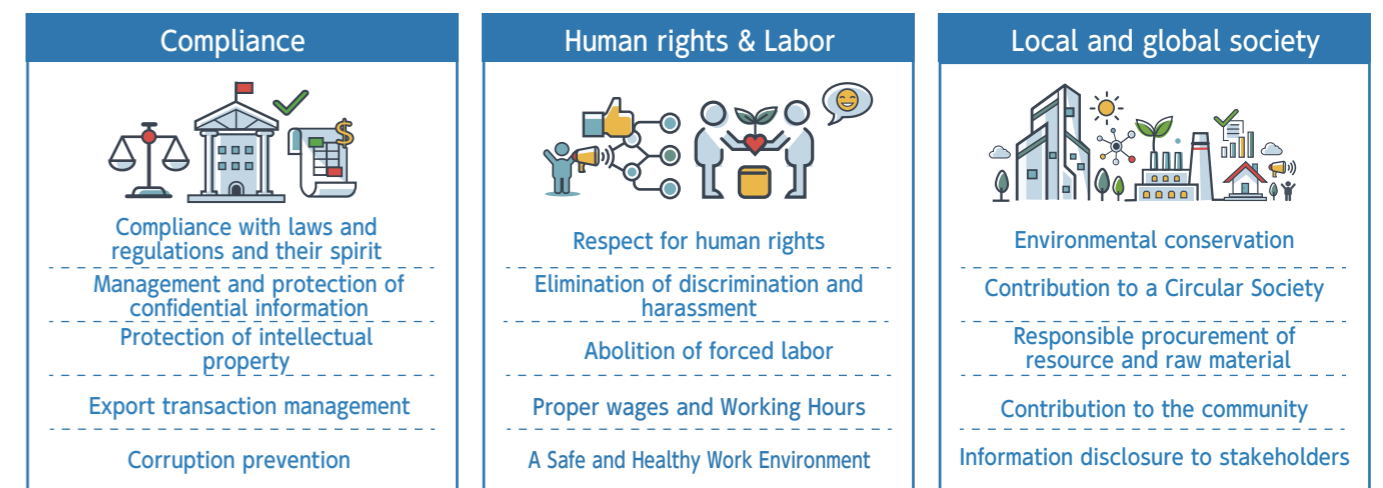 Compliance
Compliance with laws and
regulations and their spirit
Management and protection of
confidential information
Protection of intellectual
property
Export transaction management
Corruption prevention
Human rights & Labor
Respect for human rights
Elimination of discrimination and
harassment
Abolition of forced labor
Proper wages and Working Hours
A Safe and Healthy Work Environment
Local and global society
Environmental conservation
Contribution to a Circular Society
Responsible procurement of
resource and raw material
Contribution to the community
Information disclosure to stakeholders